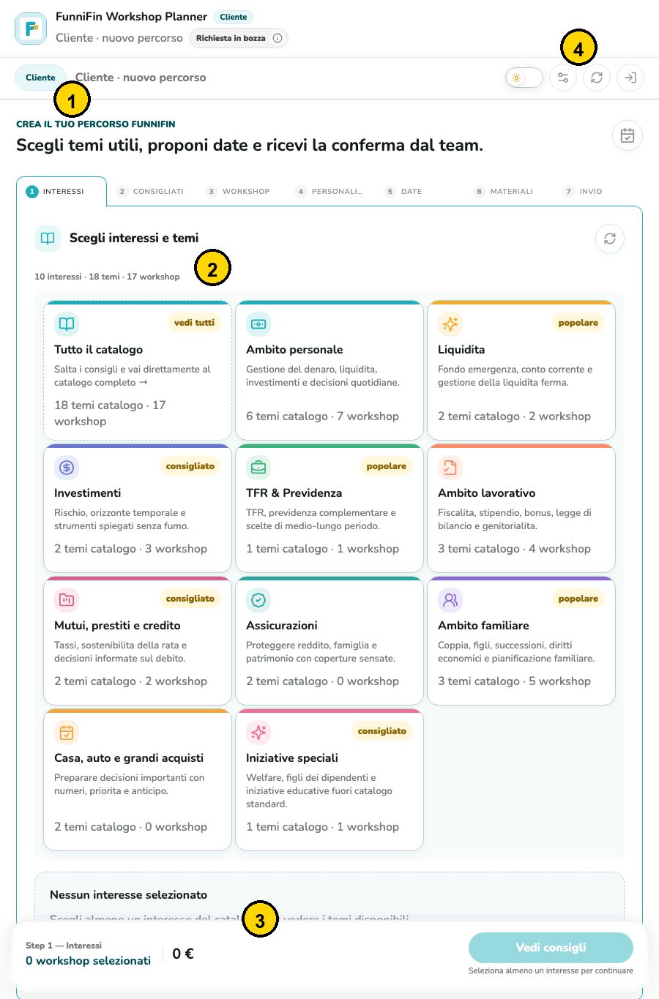 FunniFin Workshop Planner
Cliente
Cliente · nuovo percorso
Richiesta in bozza
4
Cliente
Cliente · nuovo percorso
1
CREA IL TUO PERCORSO FUNNIFIN
Scegli temi utili, proponi date e ricevi la conferma dal team.
1 INTERESSI
2 CONSIGLIATI
3 WORKSHOP
4 PERSONALI...
5 DATE
6 MATERIALI
7 INVIO
Scegli interessi e temi
2
10 interessi · 18 temi · 17 workshop
vedi tutti
Tutto il catalogo
Salta i consigli e vai direttamente al
catalogo completo →
18 temi catalogo · 17
workshop
Ambito personale
Gestione del denaro, liquidita,
investimenti e decisioni quotidiane.
6 temi catalogo · 7 workshop
popolare
Liquidita
Fondo emergenza, conto corrente e
gestione della liquidita ferma.
2 temi catalogo · 2 workshop
consigliato
Investimenti
Rischio, orizzonte temporale e
strumenti spiegati senza fumo.
2 temi catalogo · 3 workshop
popolare
TFR & Previdenza
TFR, previdenza complementare e
scelte di medio-lungo periodo.
1 temi catalogo · 1 workshop
Ambito lavorativo
Fiscalita, stipendio, bonus, legge di
bilancio e genitorialita.
3 temi catalogo · 4 workshop
consigliato
Mutui, prestiti e credito
Tassi, sostenibilita della rata e
decisioni informate sul debito.
2 temi catalogo · 2 workshop
Assicurazioni
Proteggere reddito, famiglia e
patrimonio con coperture sensate.
2 temi catalogo · 0 workshop
popolare
Ambito familiare
Coppia, figli, successioni, diritti
economici e pianificazione familiare.
3 temi catalogo · 5 workshop
Casa, auto e grandi acquisti
Preparare decisioni importanti con
numeri, priorita e anticipo.
2 temi catalogo · 0 workshop
consigliato
Iniziative speciali
Welfare, figli dei dipendenti e
iniziative educative fuori catalogo
standard.
1 temi catalogo · 1 workshop
Nessun interesse selezionato
Scegli almeno un interesse del vedere i temi disponibili
3
Step 1 — Interessi
0 workshop selezionati
0 €
Vedi consigli
Seleziona almeno un interesse per continuare